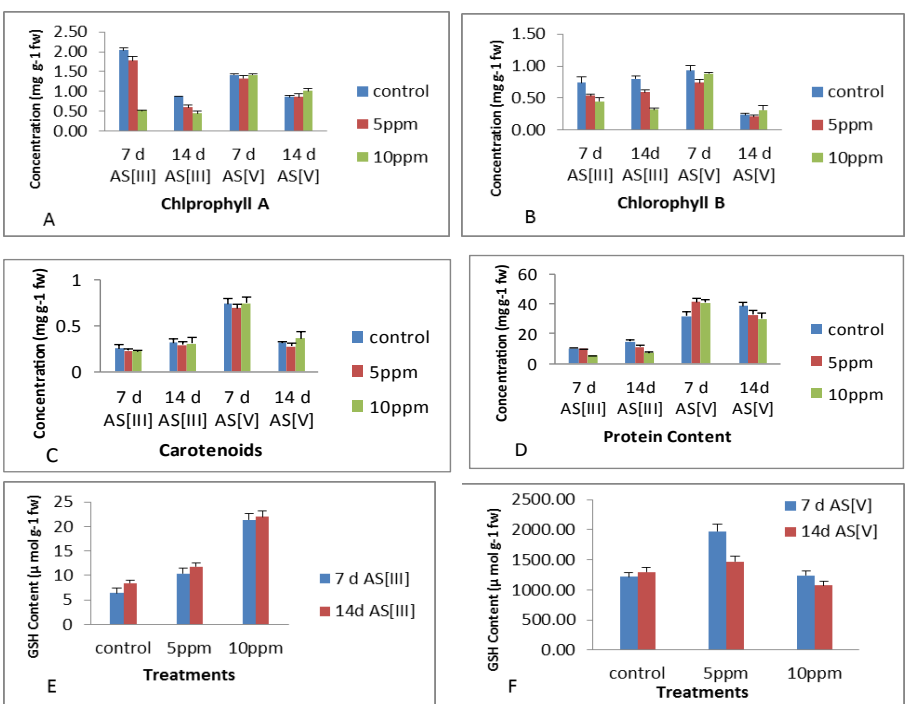 Concentration (mg g-1 fw)
2.50
2.00
1.50
1.00
0.50
0.00
7 d 14 d 7 d 14 d
AS[III] AS[III] AS[V] AS[V]
Chlprophyll A
control
5ppm
10ppm
A
Concentration (mg g-1 fw)
1.50
1.00
0.50
0.00
7 d 14d 7 d 14 d
AS[III] AS[III] AS[V] AS[V]
Chlorophyll B
control
5ppm
10ppm
B
Concentration (mg g-1 fw)
1
0.5
0
7 d 14 d 7 d 14 d
AS[III] AS[III] AS[V] AS[V]
Carotenoids
control
5ppm
10ppm
C
Concentration (mg g-1 fw)
60
40
20
0
7 d 14d 7 d 14d
AS[III] AS[III] AS[V] AS[V]
Protein Content
control
5ppm
10ppm
D
GSH Content (µ mol g-1 fw)
25
20
15
10
5
0
control 5ppm 10ppm
Treatments
7 d AS[III]
14d AS[III]
E
GSH Content (µ mol g-1 fw)
2500.00
2000.00
1500.00
1000.00
500.00
0.00
control 5ppm 10ppm
Treatments
7 d AS[V]
14d AS[V]
F